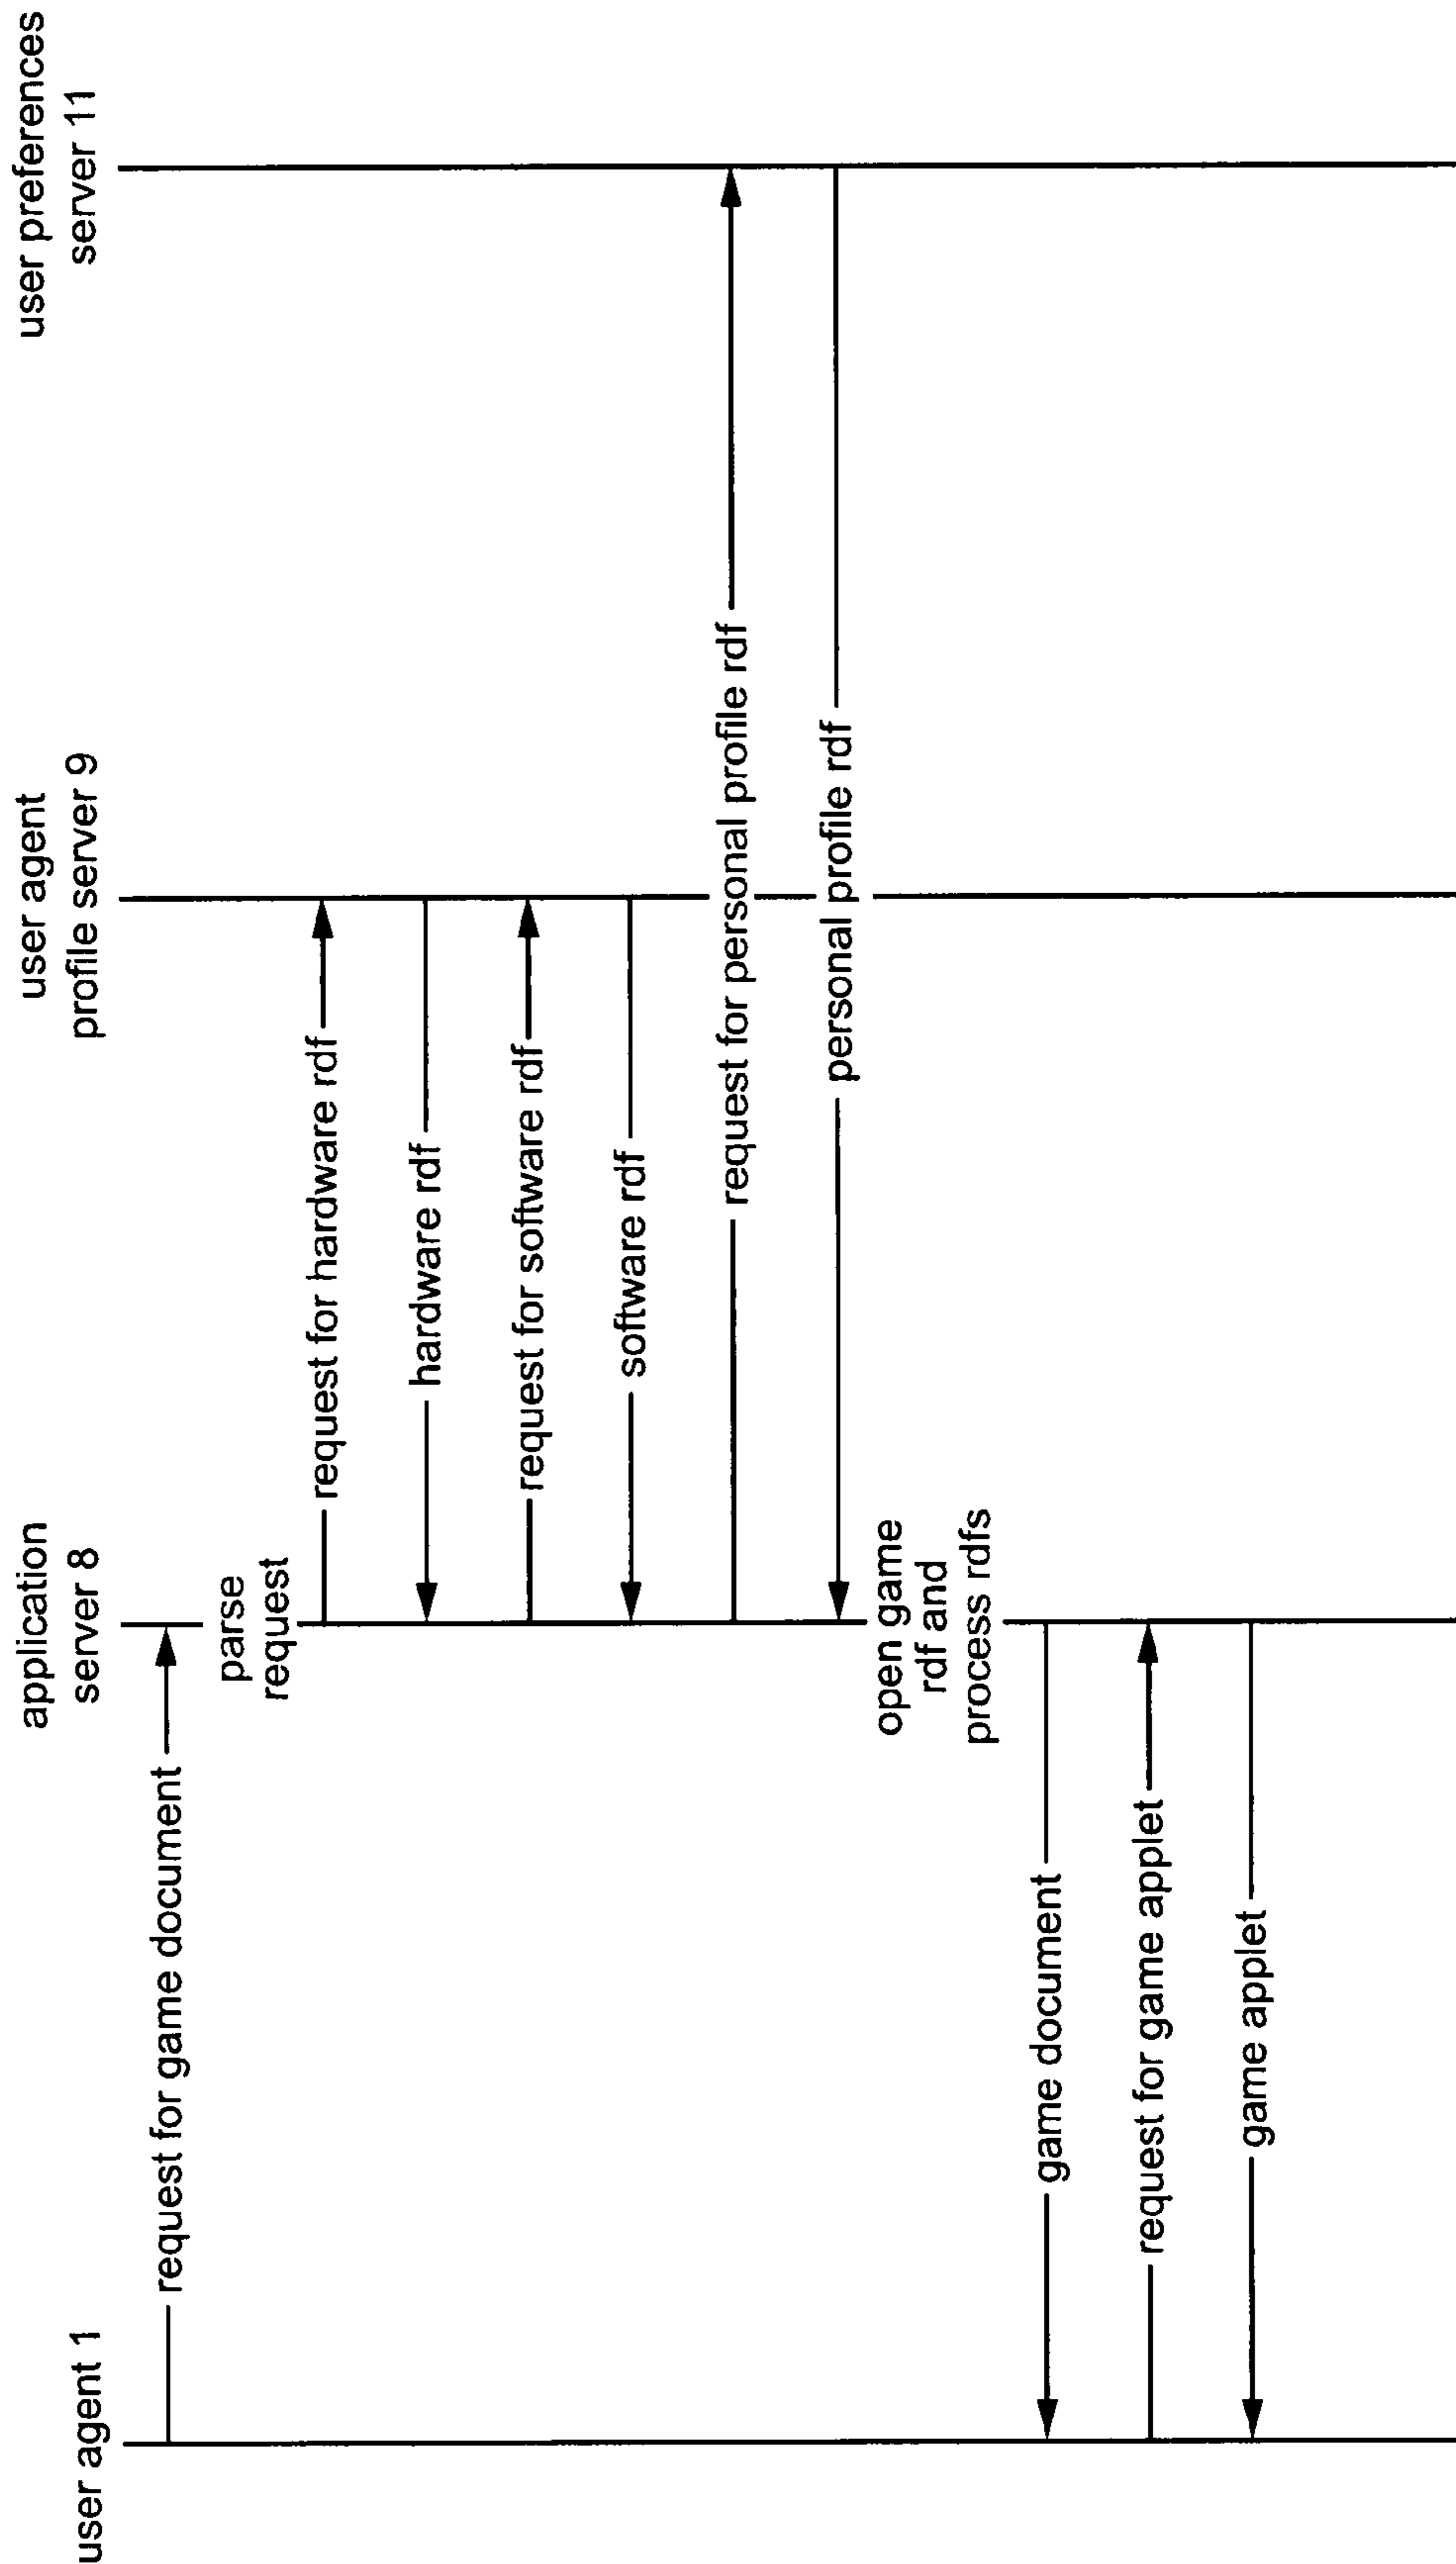 user agent 1
application
server 8
user agent
profile server 9
user preferences
server 11
request for game document
parse
request
request for hardware rdf
hardware rdf
request for software rdf
software rdf
request for personal profile rdf
personal profile rdf
open game
rdf and
process rdfs
game document
request for game applet
game applet